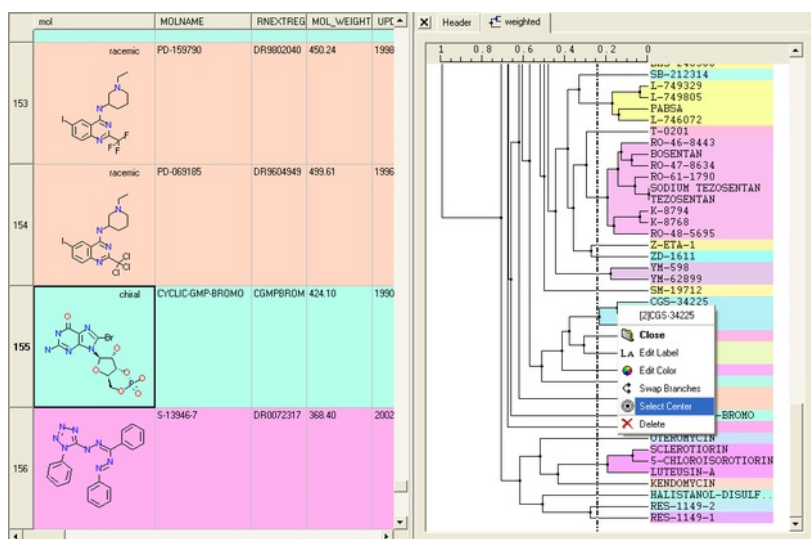 mol MOLNAME RNEXTREG MOL_WEIGHT UPD
153 racemic PD-159790 DR9802040 450.24 1998
154 racemic PD-069185 DR9604949 499.61 1996
155 chiral CYCLIC-GMP-BROMO CGMPBROM 424.10 1990
156 S-13946-7 DR0072317 368.40 2002
Header weighted
1 0.8 0.6 0.4 0.2 0
SB-212314
L-749329
L-749805
PABSA
L-746072
T-0201
RO-46-8443
BOSENTAN
RO-47-8634
RO-61-1790
SODIUM TEZOSENTAN
TEZOSENTAN
K-8794
K-8768
RO-48-5695
Z-ETA-1
ZD-1611
YM-598
YM-62899
SM-19712
CGS-34225
[2]CGS-34225
Close
Edit Label
Edit Color
Swap Branches
Select Center
Delete
-BROMO
OTEROMYCIN
SCLEROTIORIN
5-CHLOROISOROTIORIN
LUTEUSIN-A
KENDOMYCIN
HALISTANOL-DISULF..
RES-1149-2
RES-1149-1